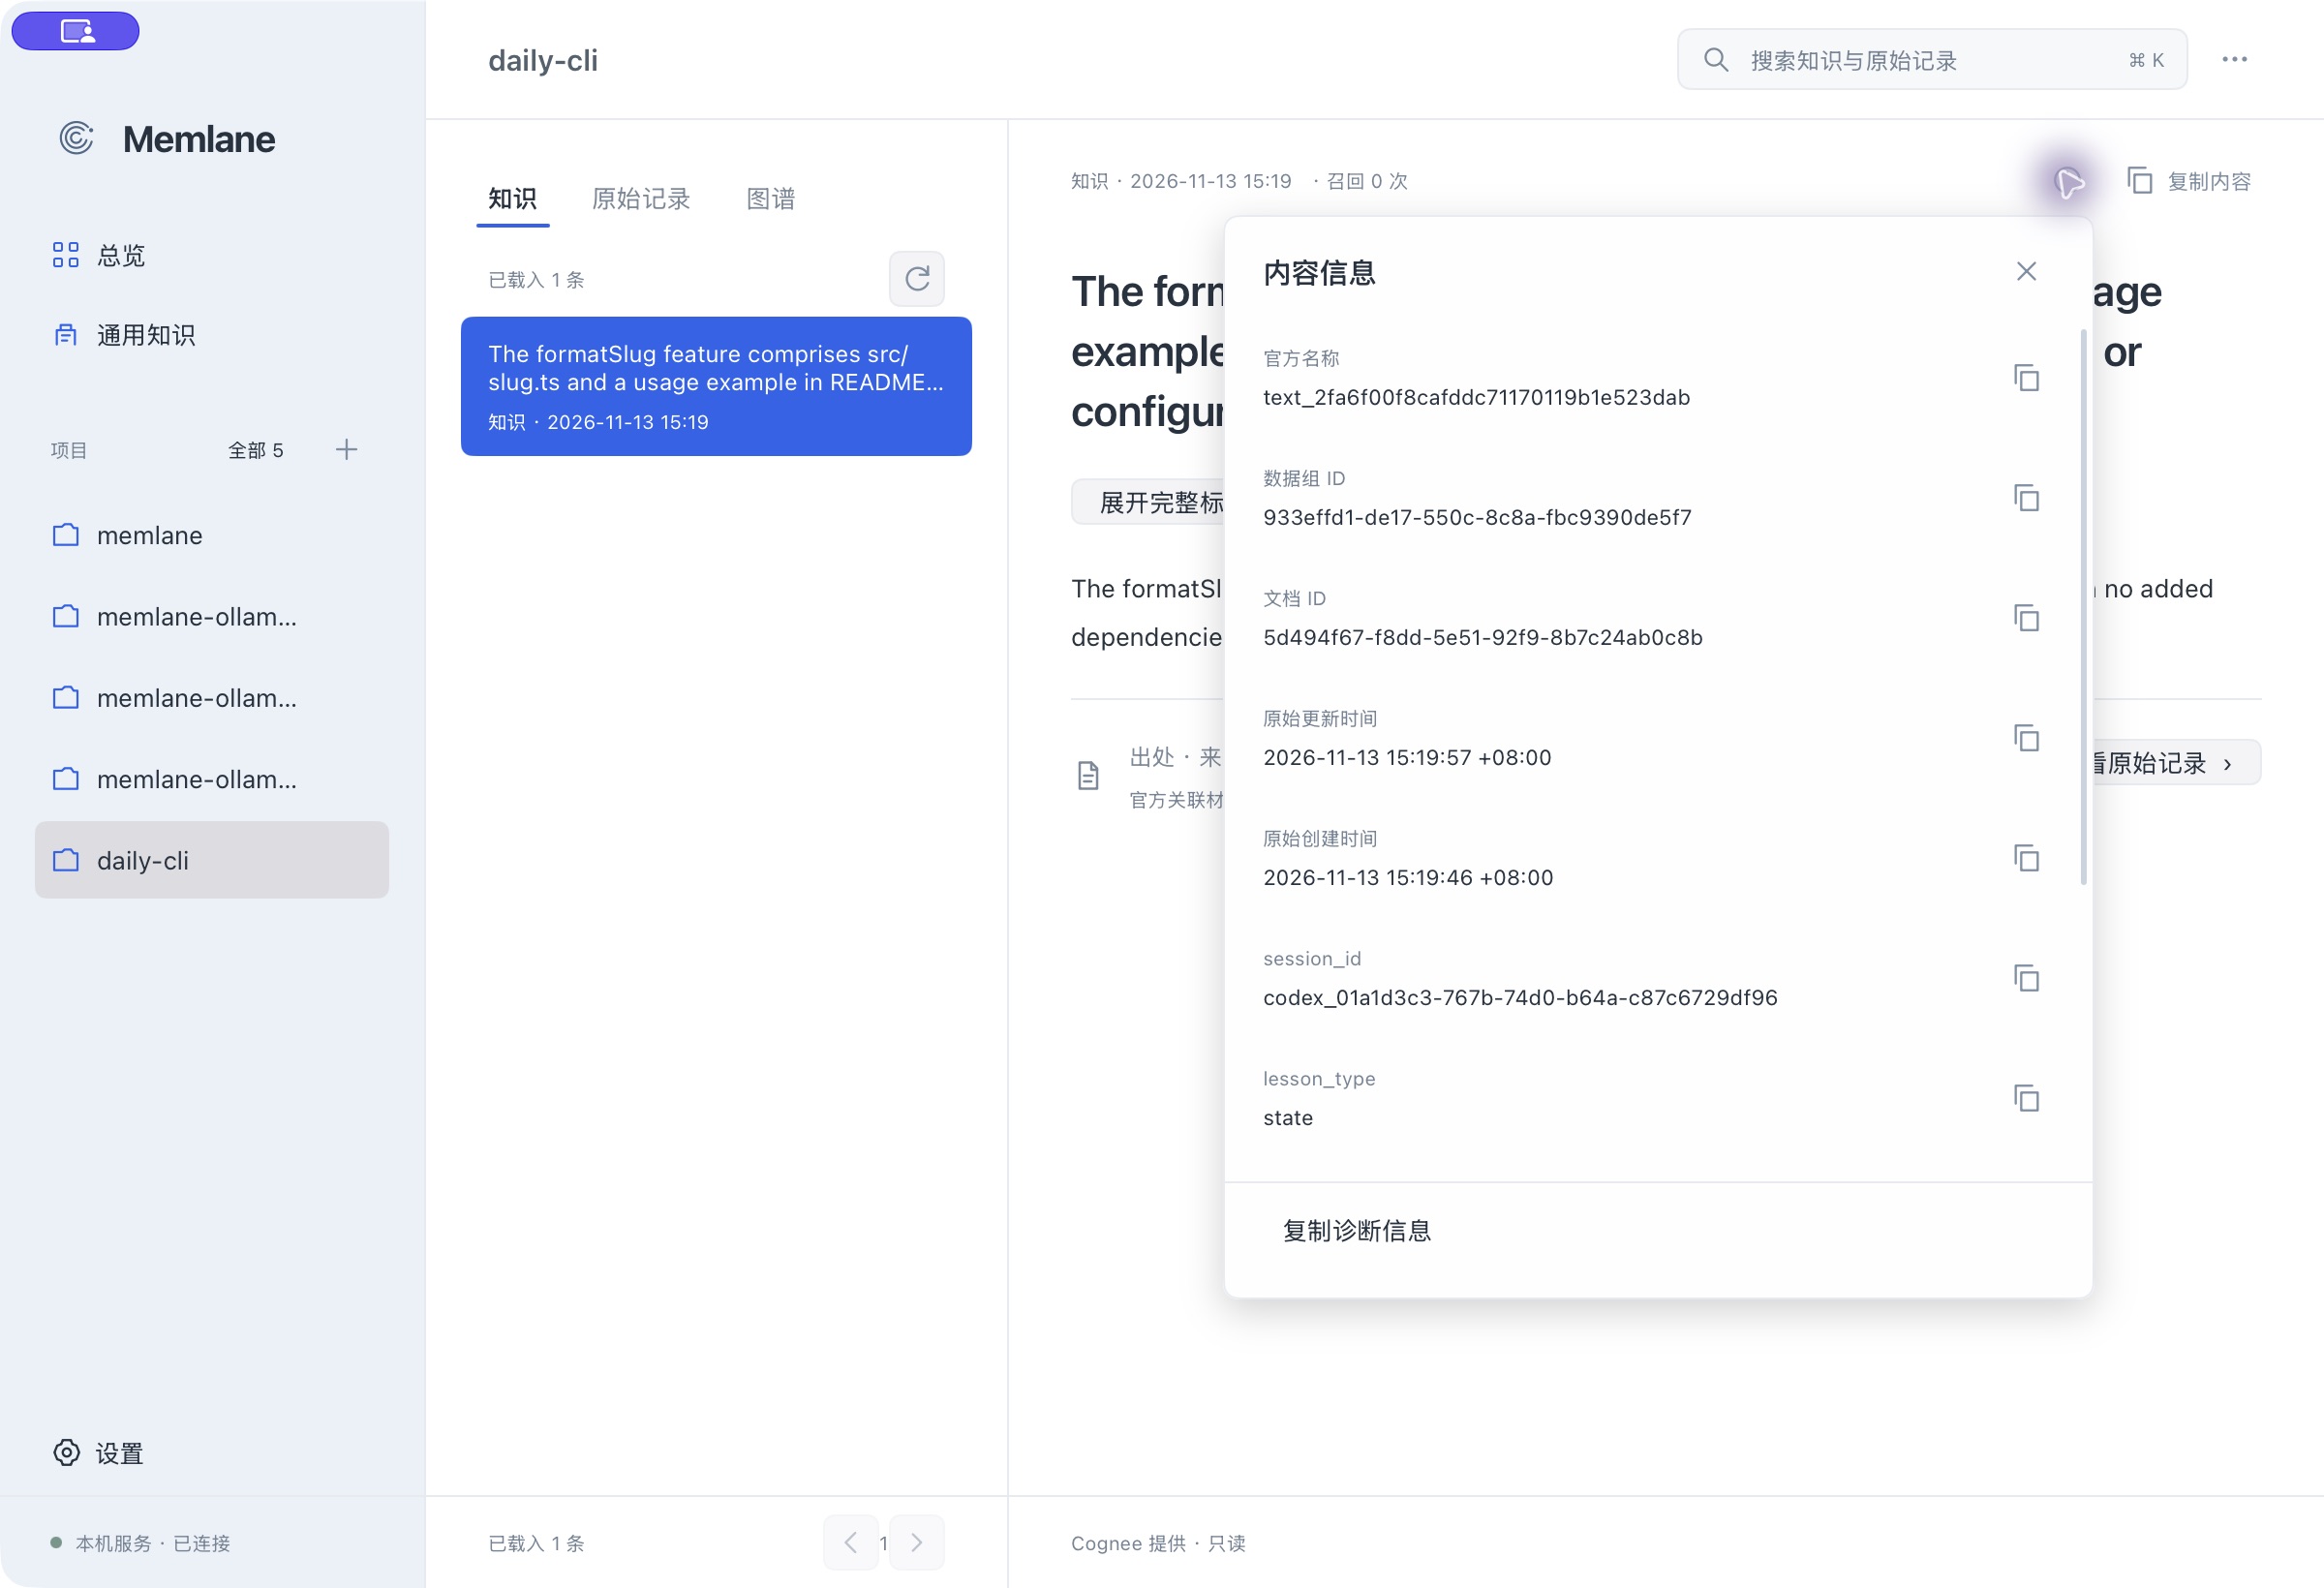 Memlane
总览
通用知识
项目
全部 5
memlane
memlane-ollam...
memlane-ollam...
memlane-ollam...
daily-cli
设置
本机服务 · 已连接
daily-cli
搜索知识与原始记录
⌘ K
知识
原始记录
图谱
已载入 1 条
The formatSlug feature comprises src/
slug.ts and a usage example in README...
知识 · 2026-11-13 15:19
已载入 1 条
1
知识 · 2026-11-13 15:19 · 召回 0 次
复制内容
The form
age
example
or
configur
展开完整标
The formatSl
no added
dependencie
出处 · 来
官方关联材
看原始记录 ›
内容信息
官方名称
text_2fa6f00f8cafddc71170119b1e523dab
数据组 ID
933effd1-de17-550c-8c8a-fbc9390de5f7
文档 ID
5d494f67-f8dd-5e51-92f9-8b7c24ab0c8b
原始更新时间
2026-11-13 15:19:57 +08:00
原始创建时间
2026-11-13 15:19:46 +08:00
session_id
codex_01a1d3c3-767b-74d0-b64a-c87c6729df96
lesson_type
state
复制诊断信息
Cognee 提供 · 只读